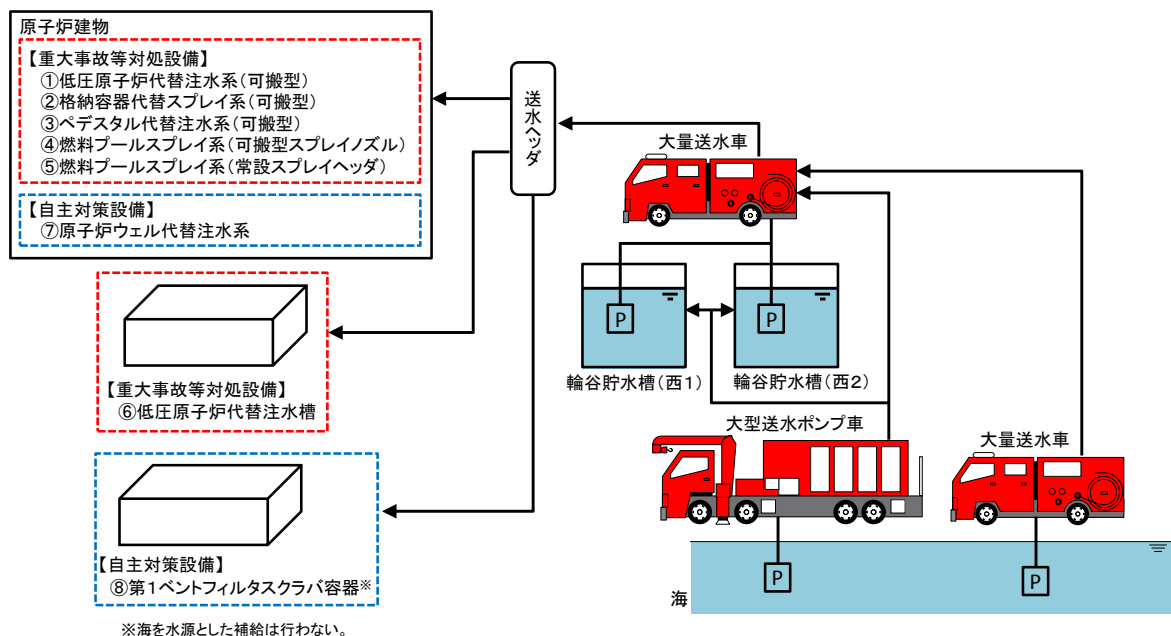 原子炉建物
【重大事故等対処設備】
①低圧原子炉代替注水系(可搬型)
②格納容器代替スプレイ系(可搬型)
③ペデスタル代替注水系(可搬型)
④燃料プールスプレイ系(可搬型スプレイノズル)
⑤燃料プールスプレイ系(常設スプレイヘッダ)
【自主対策設備】
⑦原子炉ウェル代替注水系
送水ヘッダ
大量送水車
P
P
輪谷貯水槽(西1)
輪谷貯水槽(西2)
【重大事故等対処設備】
⑥低圧原子炉代替注水槽
大型送水ポンプ車
大量送水車
P
P
海
【自主対策設備】
⑧第1ベントフィルタスクラバ容器※
※海を水源とした補給は行わない。